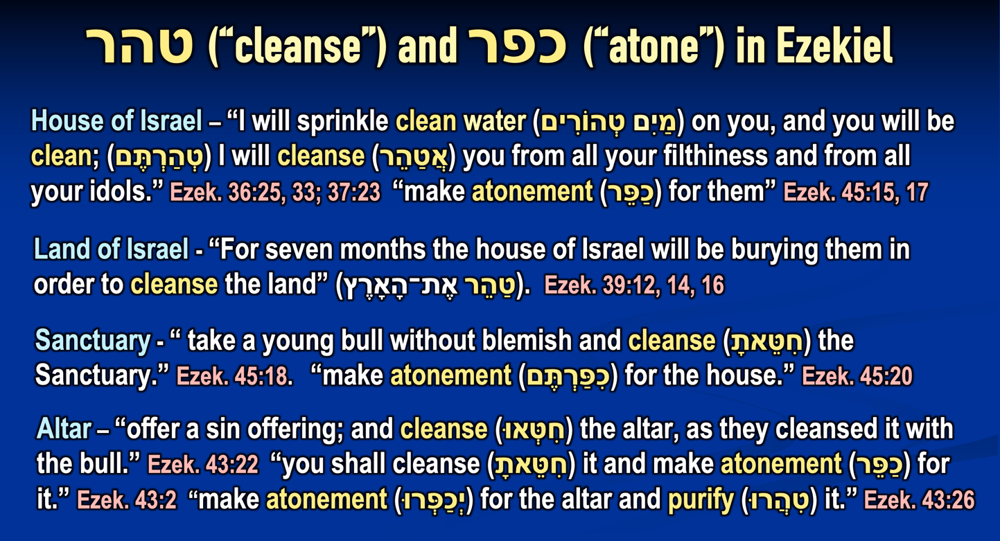 טהר (“cleanse”) and כפר (“atone”) in Ezekiel
House of Israel – “I will sprinkle clean water (מַיִם טְהוֹרִים) on you, and you will be
clean; (טְהַרְתֶּם) I will cleanse (אֲטַהֵר) you from all your filthiness and from all
your idols.” Ezek. 36:25, 33; 37:23 “make atonement (כַּפֵּר) for them” Ezek. 45:15, 17
Land of Israel - “For seven months the house of Israel will be burying them in
order to cleanse the land” (טַהֵר אֶת־הָאָרֶץ). Ezek. 39:12, 14, 16
Sanctuary - “ take a young bull without blemish and cleanse (חִטֵּאתָ) the
Sanctuary.” Ezek. 45:18. “make atonement (כִפַּרְתֶּם) for the house.” Ezek. 45:20
Altar – “offer a sin offering; and cleanse (חִטְּאוּ) the altar, as they cleansed it with
the bull.” Ezek. 43:22 “you shall cleanse (חִטֵּאתָ) it and make atonement (כַפֵּר) for
it.” Ezek. 43:2 “make atonement (יְכַפְּרוּ) for the altar and purify (טִהֲרוּ) it.” Ezek. 43:26